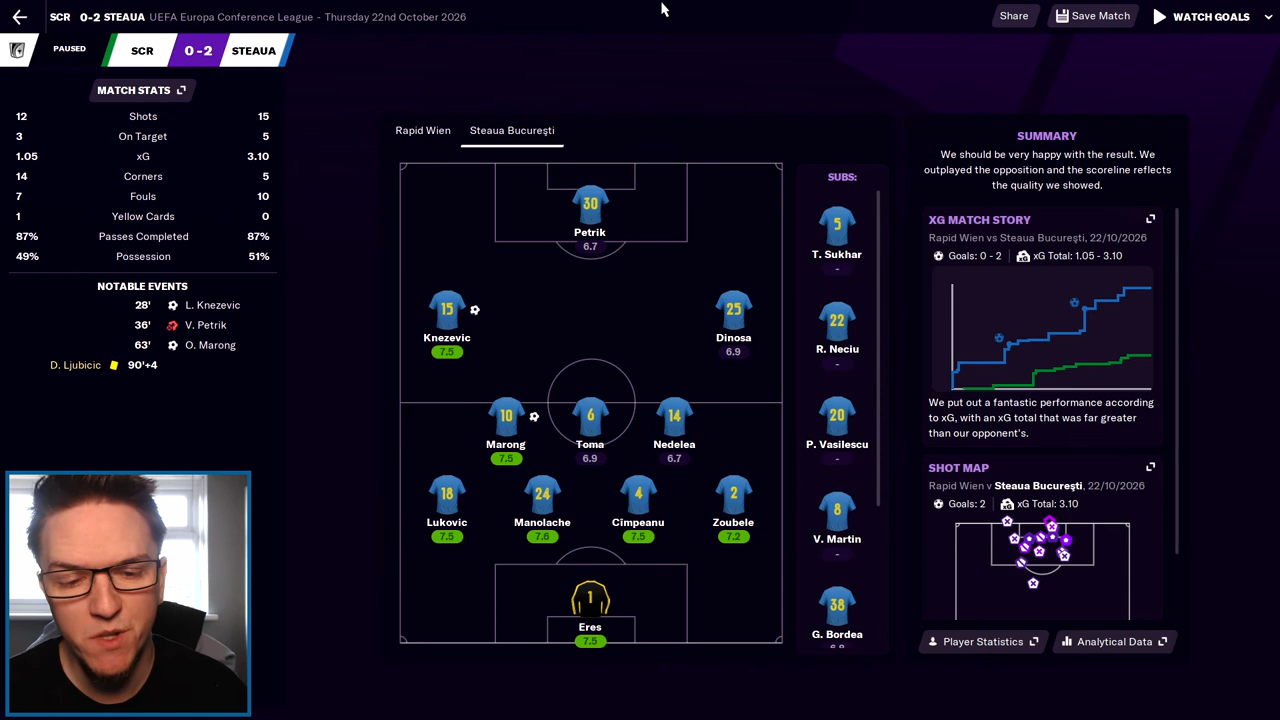 SCR 0-2 STEAUA UEFA Europa Conference League - Thursday 22nd October 2026
Share
Save Match
WATCH GOALS
PAUSED
SCR
0 - 2
STEAUA
MATCH STATS
12 Shots 15
3 On Target 5
1.05 xG 3.10
14 Corners 5
7 Fouls 10
1 Yellow Cards 0
87% Passes Completed 87%
49% Possession 51%
NOTABLE EVENTS
28' L. Knezevic
36' V. Petrik
63' O. Marong
D. Ljubicic 90'+4
Rapid Wien
Steaua Bucureşti
30
Petrik
6.7
15
Knezevic
7.5
25
Dinosa
6.9
10
Marong
7.5
6
Toma
6.9
14
Nedelea
6.7
18
Lukovic
7.5
24
Manolache
7.6
4
Cîmpeanu
7.5
2
Zoubele
7.2
1
Eres
7.5
SUBS:
5
T. Sukhar
-
22
R. Neciu
-
20
P. Vasilescu
-
8
V. Martin
-
38
G. Bordea
SUMMARY
We should be very happy with the result. We
outplayed the opposition and the scoreline reflects
the quality we showed.
XG MATCH STORY
Rapid Wien vs Steaua Bucureşti, 22/10/2026
Goals: 0 - 2 xG Total: 1.05 - 3.10
We put out a fantastic performance according
to xG, with an xG total that was far greater
than our opponent's.
SHOT MAP
Rapid Wien v Steaua Bucureşti, 22/10/2026
Goals: 2 xG Total: 3.10
Player Statistics
Analytical Data